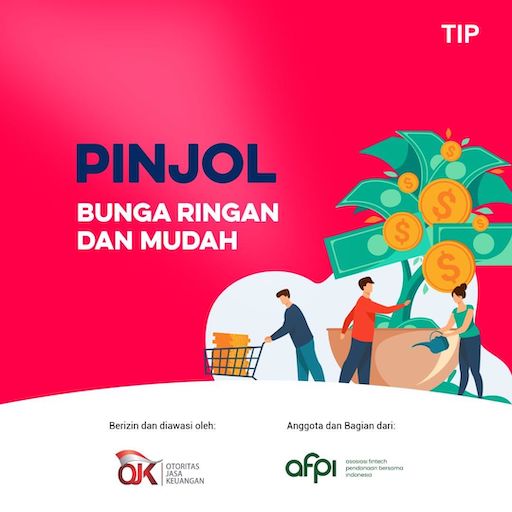 TIP
PINJOL
BUNGA RINGAN
DAN MUDAH
Berizin dan diawasi oleh:
Anggota dan Bagian dari:
OJK OTORITAS
JASA
KEUANGAN
afpi asosiasi fintech
pendanaan bersama
indonesia